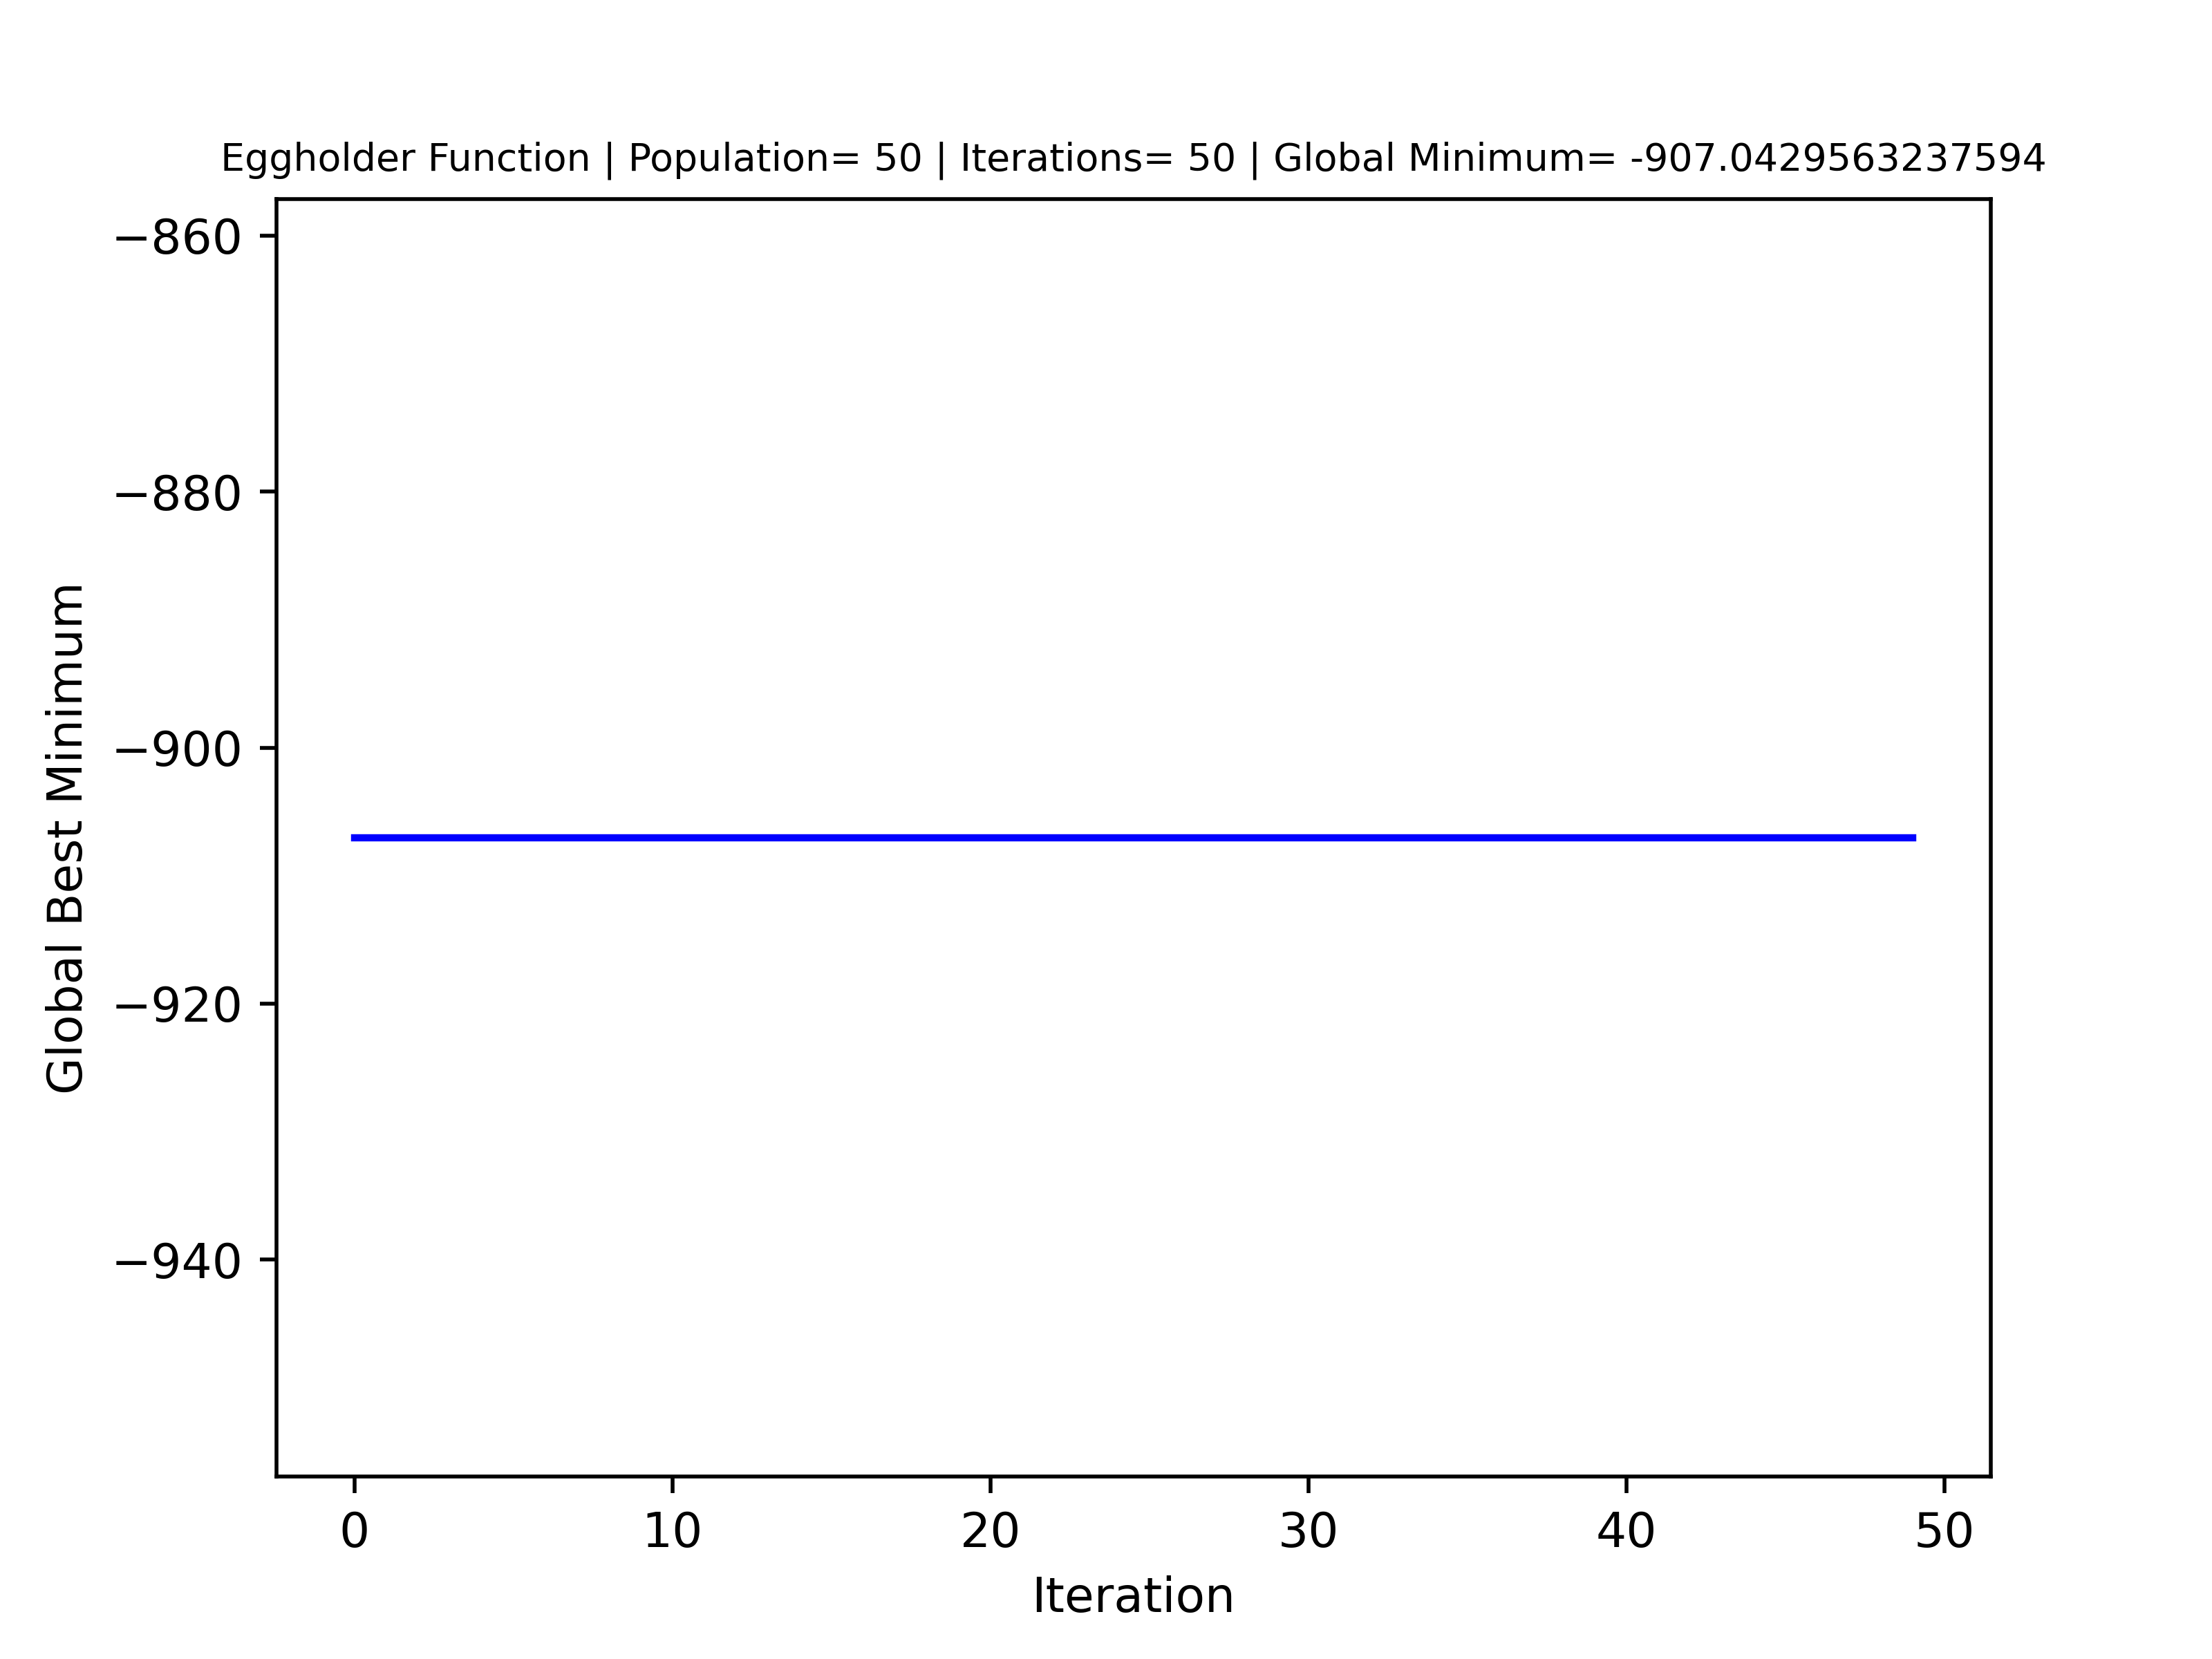 Eggholder Function | Population= 50 | Iterations= 50 | Global Minimum= -907.0429563237594
−860
−880
−900
−920
−940
Global Best Minimum
0 10 20 30 40 50
Iteration